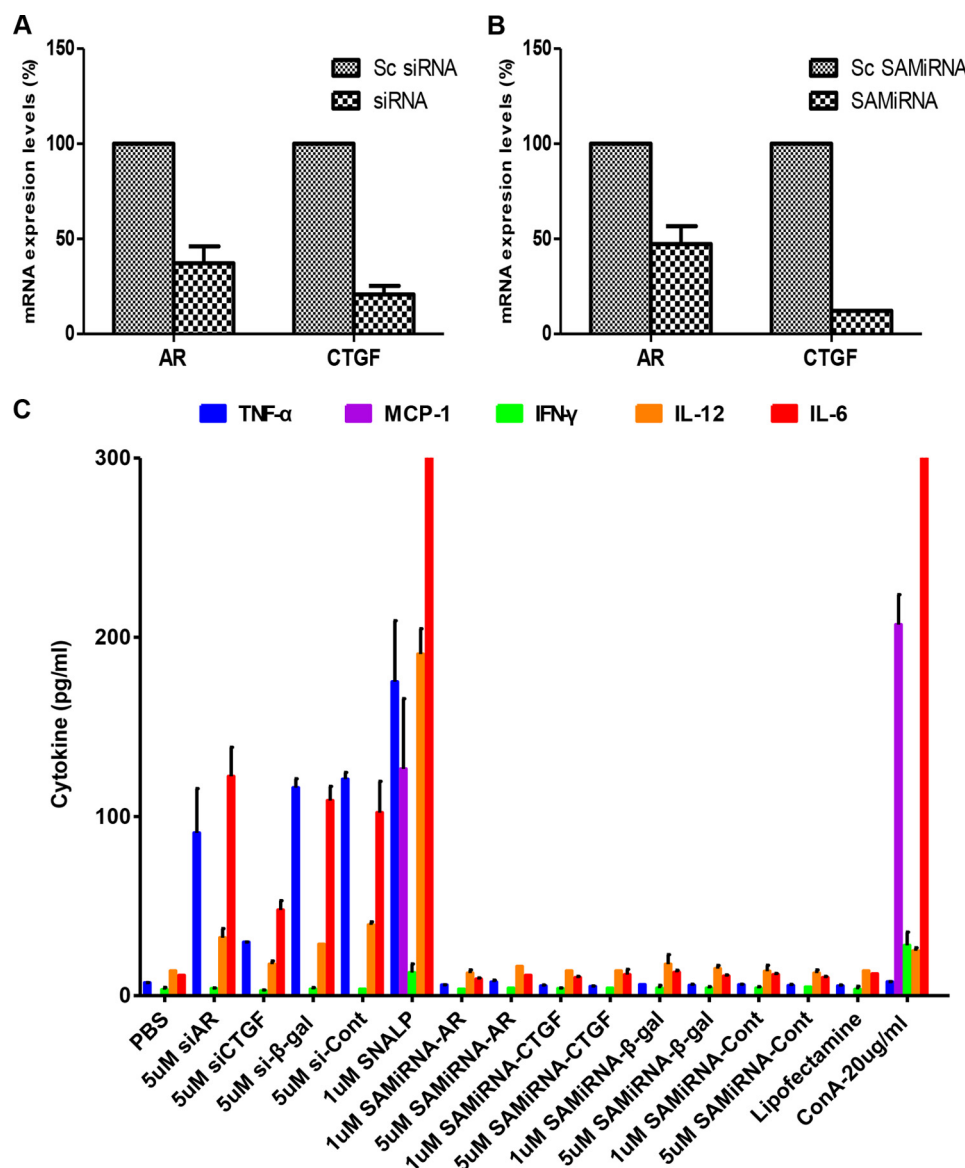 A
mRNA expresion levels (%)
150
100
50
0
Sc siRNA
siRNA
AR
CTGF
B
mRNA expresion levels (%)
150
100
50
0
Sc SAMiRNA
SAMiRNA
AR
CTGF
C
TNF-α
MCP-1
IFN-γ
IL-12
IL-6
Cytokine (pg/ml)
300
200
100
0
PBS
5uM siAR
5uM siCTGF
5uM si-β-gal
5uM si-Cont
1uM SNALP
1uM SAMiRNA-AR
5uM SAMiRNA-AR
1uM SAMiRNA-CTGF
5uM SAMiRNA-CTGF
1uM SAMiRNA-β-gal
5uM SAMiRNA-β-gal
1uM SAMiRNA-Cont
5uM SAMiRNA-Cont
Lipofectamine
ConA-20ug/ml